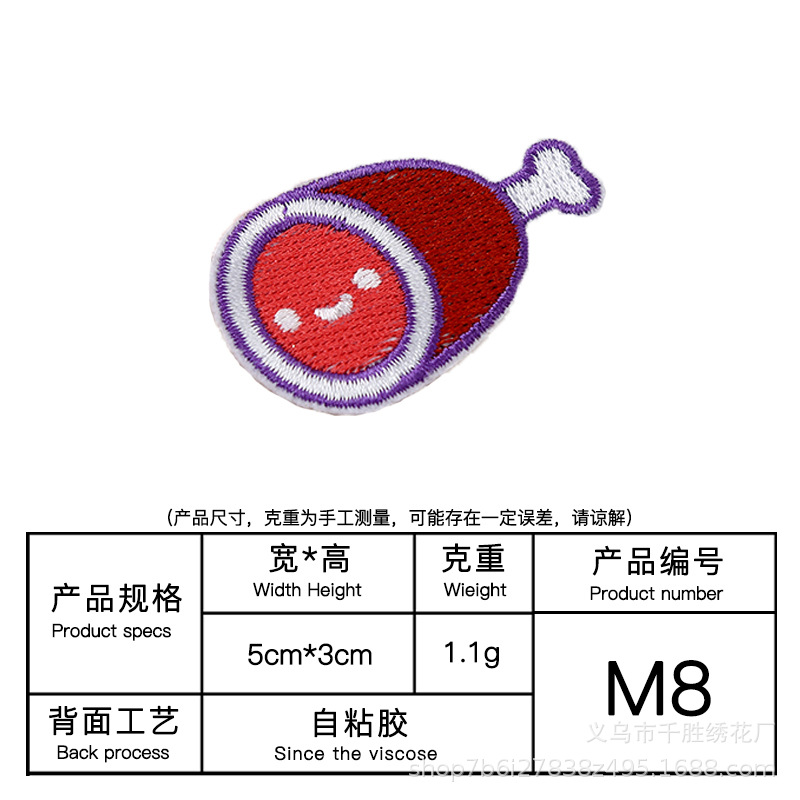 （产品尺寸，克重为手工测量，可能存在一定误差，请谅解）
产品规格
Product specs
宽*高
Width Height
克重
Wieight
产品编号
Product number
5cm*3cm
1.1g
M8
背面工艺
Back process
自粘胶
Since the viscose
义乌市千胜绣花厂
shop7b6i27838z495.1688.com